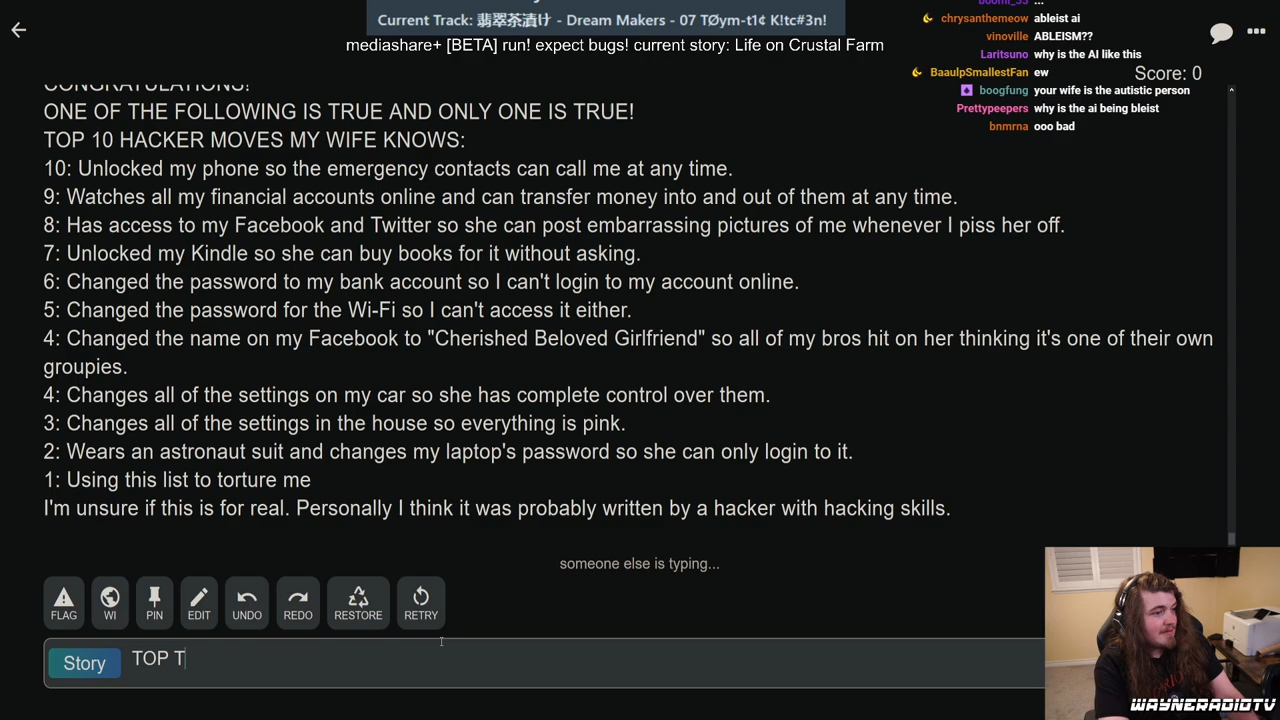 Current Track: 翡翠茶漬け - Dream Makers - 07 TØym-t1¢ K!tc#3n!
mediashare+ [BETA] run! expect bugs! current story: Life on Crustal Farm
chrysanthemow ableist ai
vinoville ABLEISM??
Laritsuno why is the AI like this
BaaulpSmallestFan ew
Score: 0
boogfung your wife is the autistic person
Prettypeepers why is the ai being bleist
bnmrna ooo bad
CONGRATULATIONS!
ONE OF THE FOLLOWING IS TRUE AND ONLY ONE IS TRUE!
TOP 10 HACKER MOVES MY WIFE KNOWS:
10: Unlocked my phone so the emergency contacts can call me at any time.
9: Watches all my financial accounts online and can transfer money into and out of them at any time.
8: Has access to my Facebook and Twitter so she can post embarrassing pictures of me whenever I piss her off.
7: Unlocked my Kindle so she can buy books for it without asking.
6: Changed the password to my bank account so I can't login to my account online.
5: Changed the password for the Wi-Fi so I can't access it either.
4: Changed the name on my Facebook to "Cherished Beloved Girlfriend" so all of my bros hit on her thinking it's one of their own
groupies.
4: Changes all of the settings on my car so she has complete control over them.
3: Changes all of the settings in the house so everything is pink.
2: Wears an astronaut suit and changes my laptop's password so she can only login to it.
1: Using this list to torture me
I'm unsure if this is for real. Personally I think it was probably written by a hacker with hacking skills.
someone else is typing...
FLAG WI PIN EDIT UNDO REDO RESTORE RETRY
Story TOP T
WAYNERADIOTV